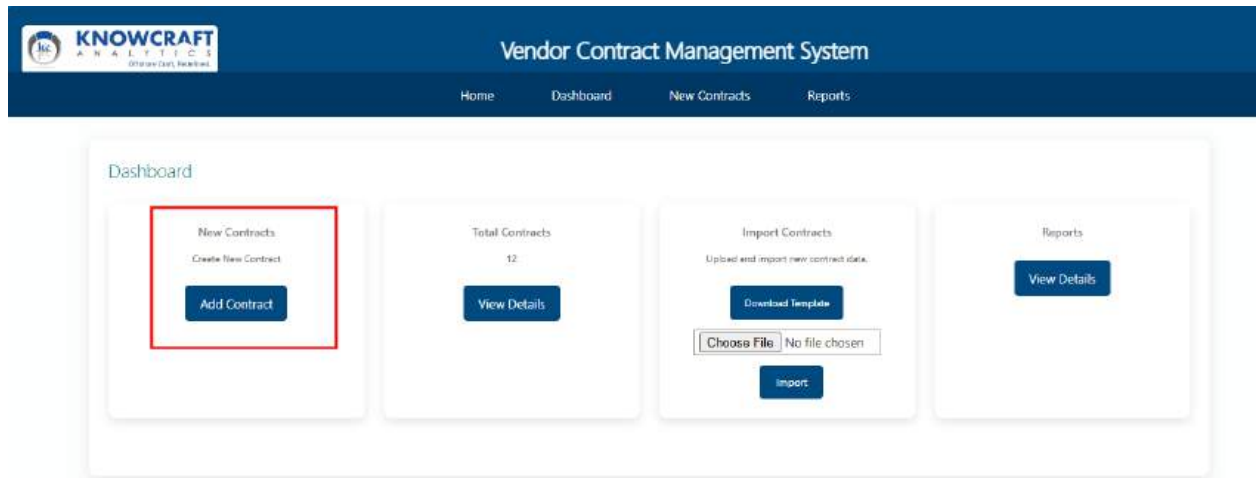 KNOWCRAFT
ANALYTICS
Vendor Contract Management System
Home Dashboard New Contracts Reports
Dashboard
New Contracts
Create New Contract
Add Contract
Total Contracts
12
View Details
Import Contracts
Upload and import new contract data.
Download Template
Choose File No file chosen
Import
Reports
View Details